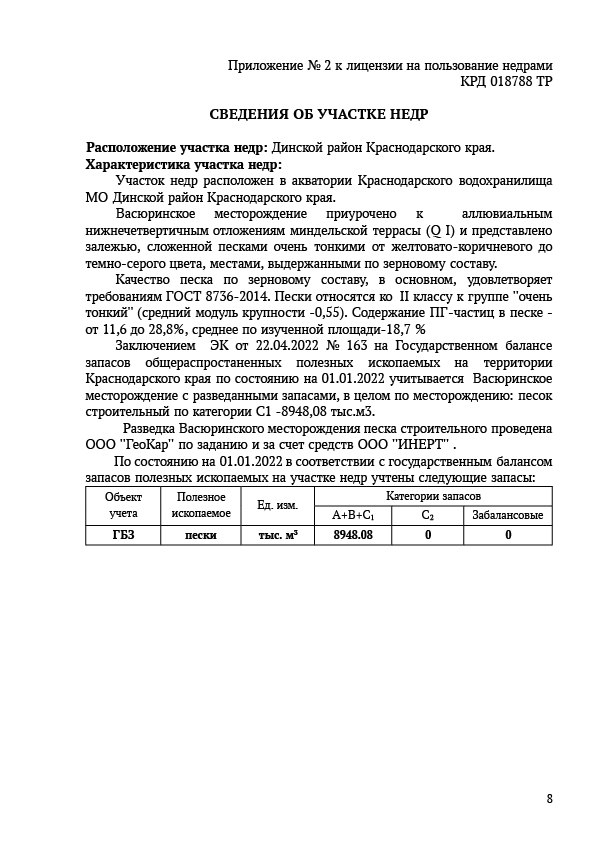 Приложение № 2 к лицензии на пользование недрами
КРД 018788 ТР
СВЕДЕНИЯ ОБ УЧАСТКЕ НЕДР
Расположение участка недр: Динской район Краснодарского края.
Характеристика участка недр:
Участок недр расположен в акватории Краснодарского водохранилища
МО Динской район Краснодарского края.
Васюринское месторождение приурочено к аллювиальным
нижнечетвертичным отложениям миндельской террасы (Q I) и представлено
залежью, сложенной песками очень тонкими от желтовато-коричневого до
темно-серого цвета, местами, выдержанными по зерновому составу.
Качество песка по зерновому составу, в основном, удовлетворяет
требованиям ГОСТ 8736-2014. Пески относятся ко II классу к группе "очень
тонкий" (средний модуль крупности -0,55). Содержание ПГ-частиц в песке -
от 11,6 до 28,8%, среднее по изученной площади-18,7 %
Заключением ЭК от 22.04.2022 № 163 на Государственном балансе
запасов общераспростаненных полезных ископаемых на территории
Краснодарского края по состоянию на 01.01.2022 учитывается Васюринское
месторождение с разведанными запасами, в целом по месторождению: песок
строительный по категории С1 -8948,08 тыс.м3.
Разведка Васюринского месторождения песка строительного проведена
ООО "ГеоКар" по заданию и за счет средств ООО "ИНЕРТ" .
По состоянию на 01.01.2022 в соответствии с государственным балансом
запасов полезных ископаемых на участке недр учтены следующие запасы:
Объект учета Полезное ископаемое Ед. изм. Категории запасов
А+В+С₁ С₂ Забалансовые
ГБЗ пески тыс. м³ 8948.08 0 0
8